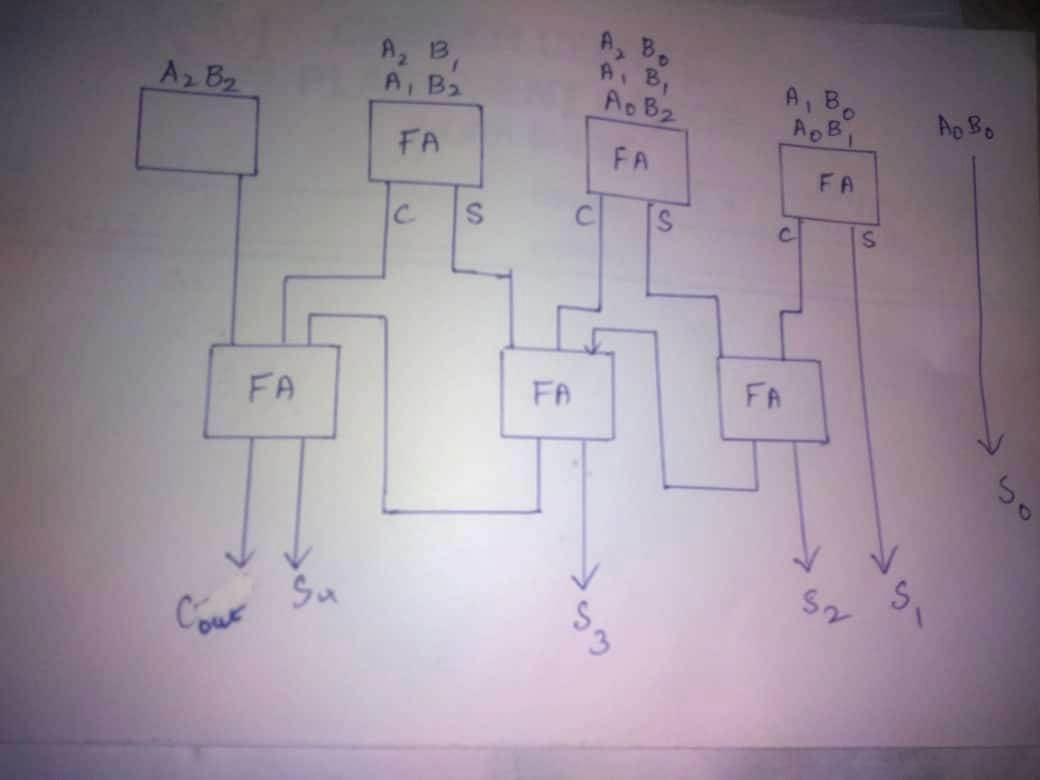 A2 B2
A2 B1
A1 B2
A2 B0
A1 B1
A0 B2
A1 B0
A0 B1
A0 B0
FA
FA
FA
C S
C S
C S
FA
FA
FA
Cout
S4
S3
S2
S1
S0